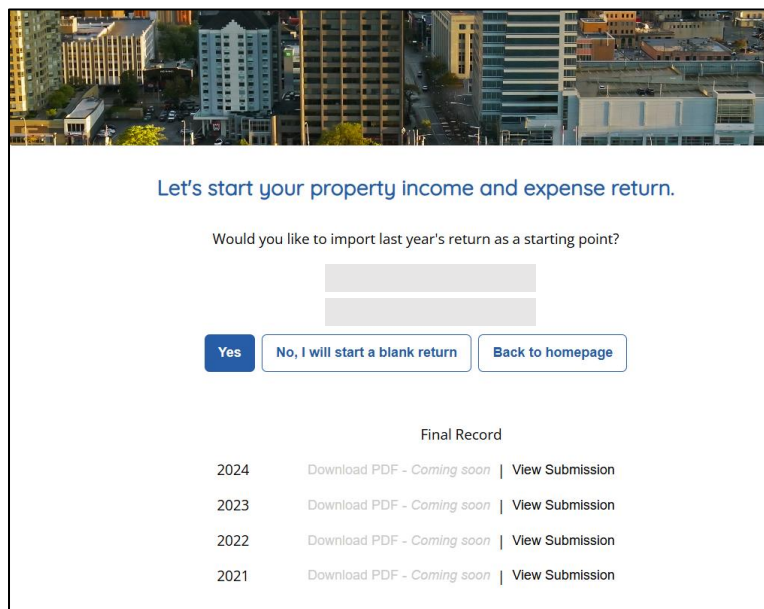 Let's start your property income and expense return.
Would you like to import last year's return as a starting point?
Yes No, I will start a blank return Back to homepage
Final Record
2024 Download PDF - Coming soon | View Submission
2023 Download PDF - Coming soon | View Submission
2022 Download PDF - Coming soon | View Submission
2021 Download PDF - Coming soon | View Submission